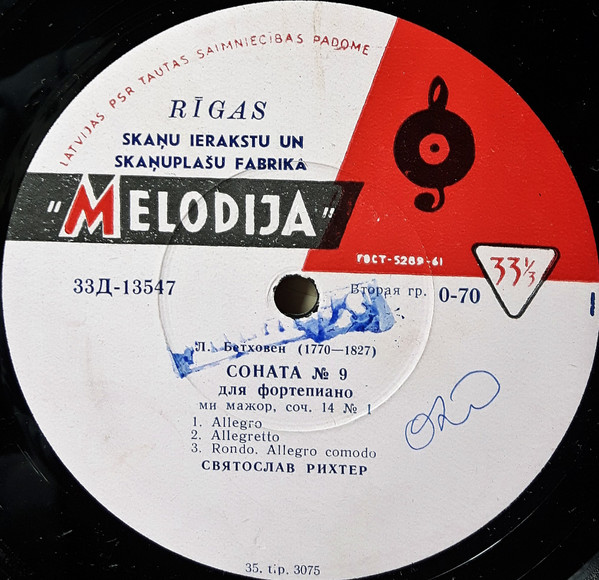 LATVIJAS PSR TAUTAS SAIMNIECĪBAS PADOME
RĪGAS
SKAŅU IERAKSTU UN
SKAŅUPLAŠU FABRIKA
"MELODIJA"
ГОСТ-5289-61
33⅓
33Д-13547
Вторая гр. 0-70
Л. Бетховен (1770—1827)
СОНАТА № 9
для фортепиано
ми мажор, соч. 14 № 1
1. Allegro
2. Allegretto
3. Rondo. Allegro comodo
СВЯТОСЛАВ РИХТЕР
35. tip. 3075